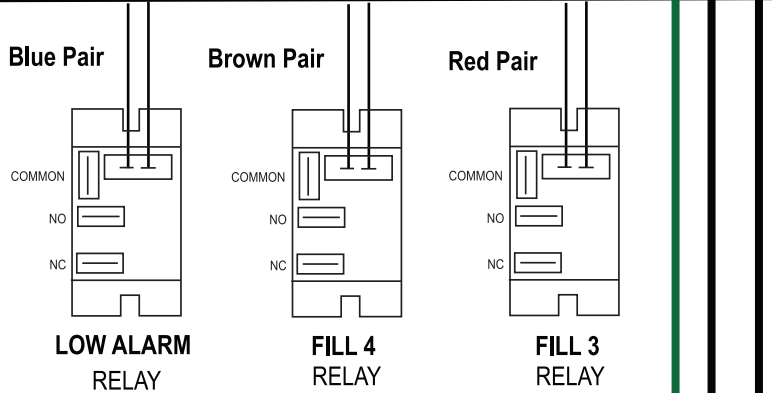 Blue Pair
Brown Pair
Red Pair
COMMON
NO
NC
COMMON
NO
NC
COMMON
NO
NC
LOW ALARM
RELAY
FILL 4
RELAY
FILL 3
RELAY